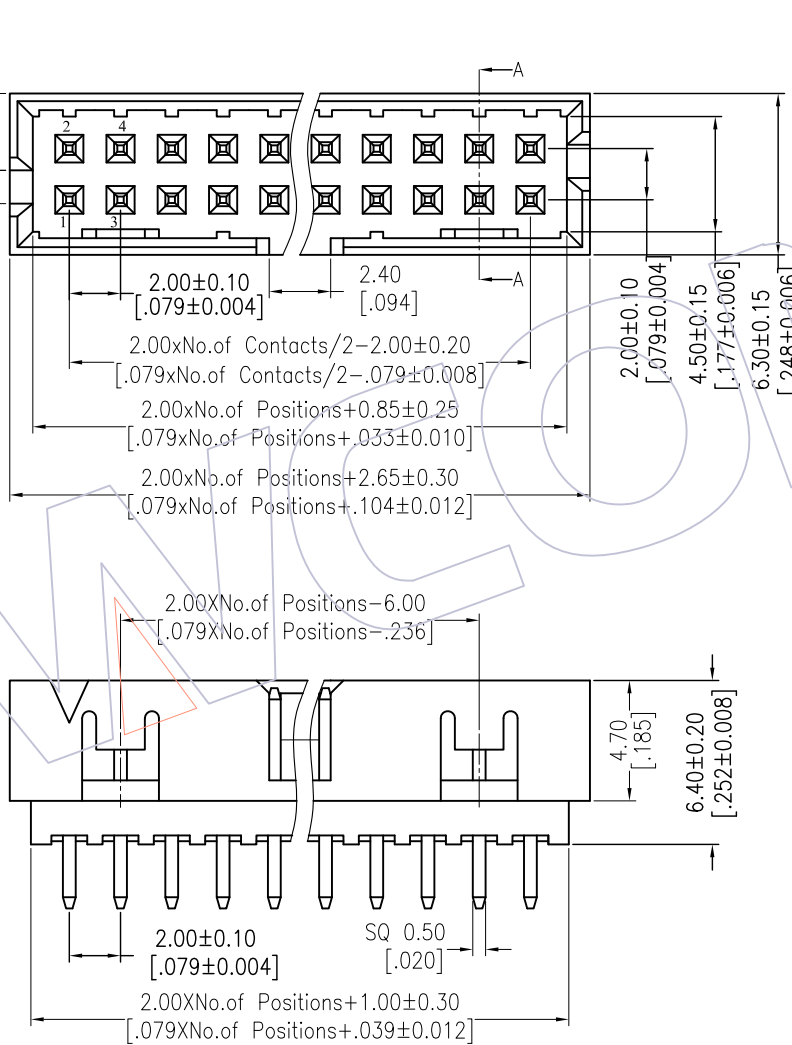 A
2 4
1 3
A
2.00±0.10
[.079±0.004]
2.40
[.094]
2.00xNo.of Contacts/2-2.00±0.20
[.079xNo.of Contacts/2-.079±0.008]
2.00xNo.of Positions+0.85±0.25
[.079xNo.of Positions+.033±0.010]
2.00xNo.of Positions+2.65±0.30
[.079xNo.of Positions+.104±0.012]
2.00±0.10
[.079±0.004]
4.50±0.15
[.177±0.006]
6.30±0.15
[.248±0.006]
WCON
2.00XNo.of Positions-6.00
[.079XNo.of Positions-.236]
4.70
[.185]
6.40±0.20
[.252±0.008]
2.00±0.10
[.079±0.004]
SQ 0.50
[.020]
2.00XNo.of Positions+1.00±0.30
[.079XNo.of Positions+.039±0.012]